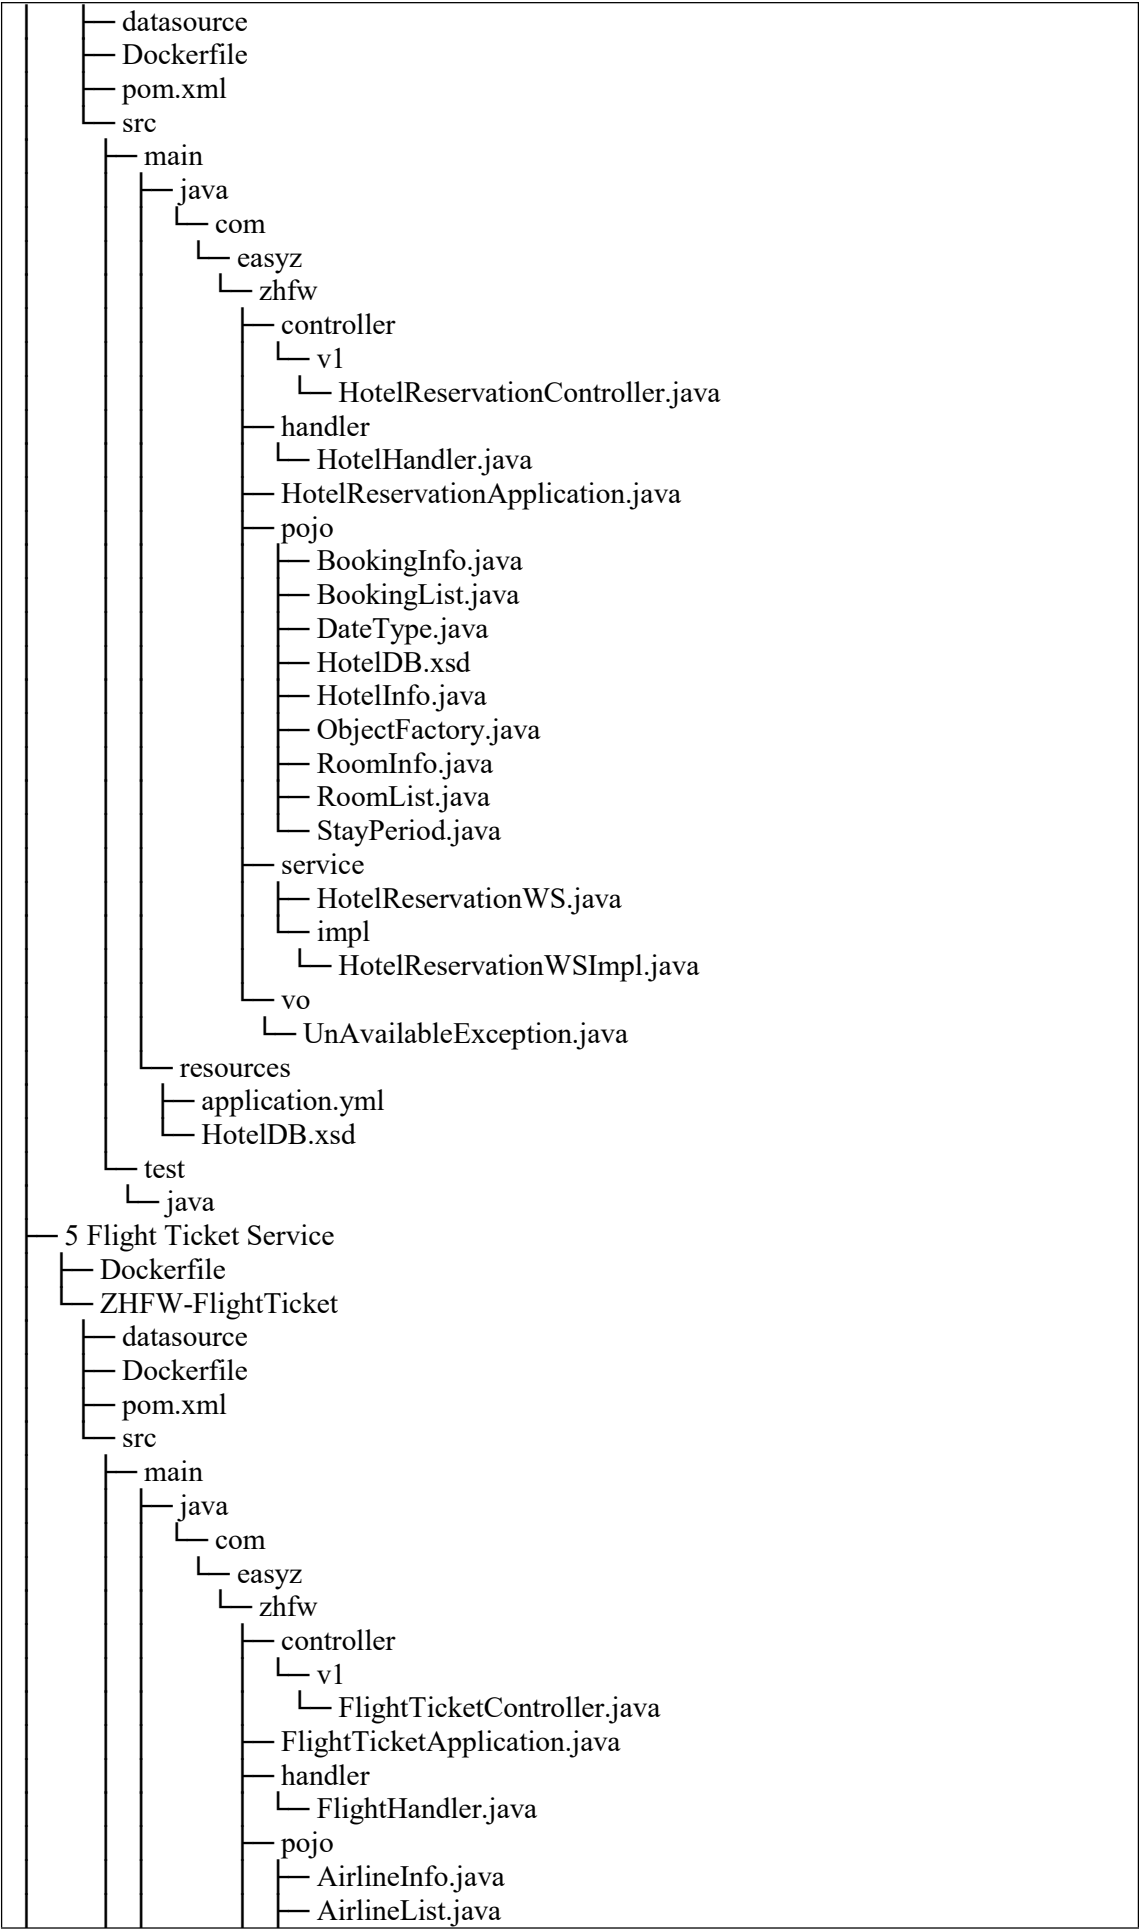 datasource
Dockerfile
pom.xml
src
main
java
com
easyz
zhfw
controller
v1
HotelReservationController.java
handler
HotelHandler.java
HotelReservationApplication.java
pojo
BookingInfo.java
BookingList.java
DateType.java
HotelDB.xsd
HotelInfo.java
ObjectFactory.java
RoomInfo.java
RoomList.java
StayPeriod.java
service
HotelReservationWS.java
impl
HotelReservationWSImpl.java
vo
UnAvailableException.java
resources
application.yml
HotelDB.xsd
test
java
5 Flight Ticket Service
Dockerfile
ZHFW-FlightTicket
datasource
Dockerfile
pom.xml
src
main
java
com
easyz
zhfw
controller
v1
FlightTicketController.java
FlightTicketApplication.java
handler
FlightHandler.java
pojo
AirlineInfo.java
AirlineList.java